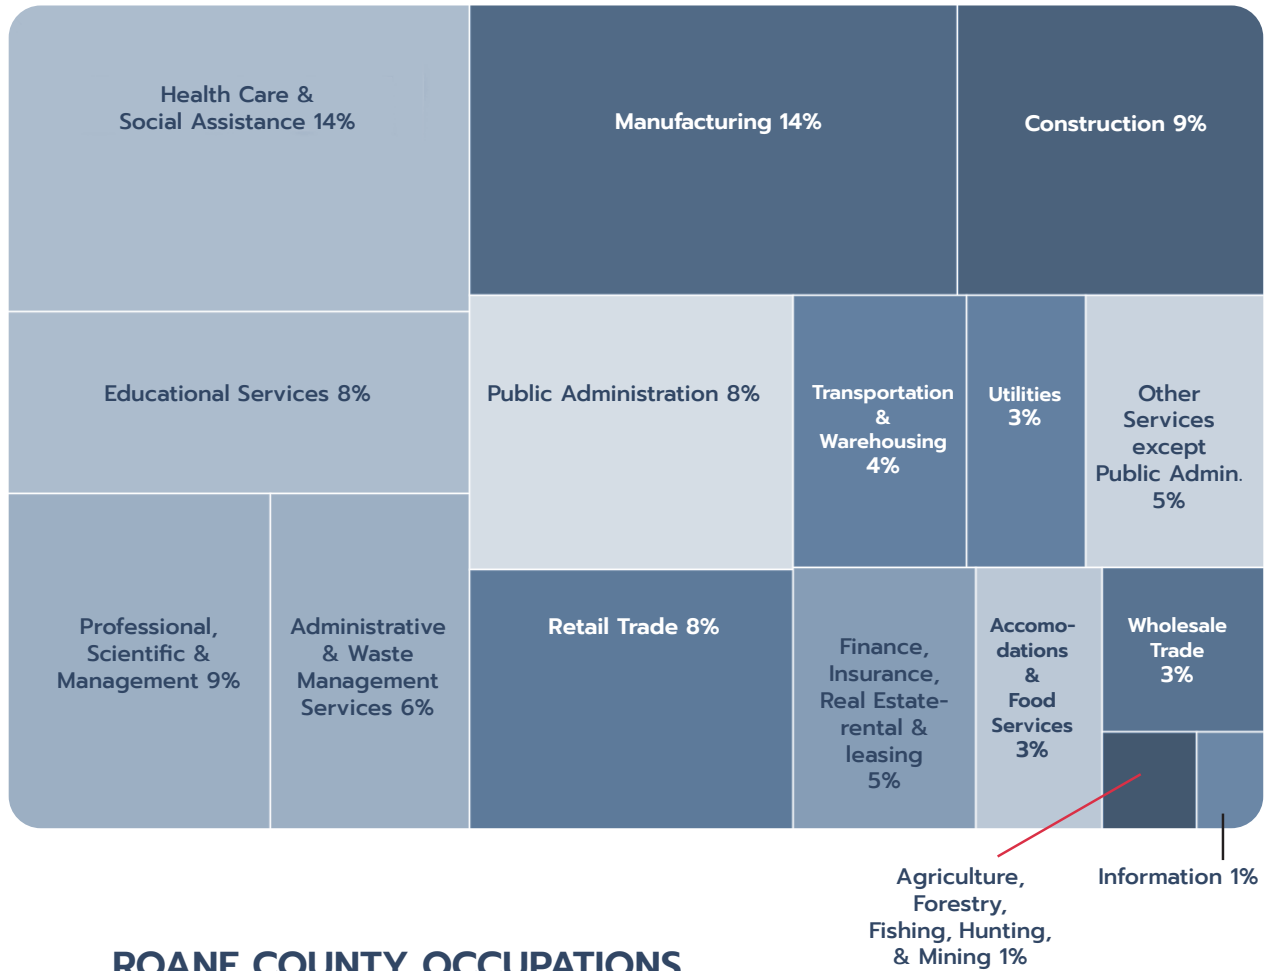 Health Care &
Social Assistance 14%
Manufacturing 14%
Construction 9%
Educational Services 8%
Public Administration 8%
Transportation
&
Warehousing
4%
Utilities
3%
Other
Services
except
Public Admin.
5%
Professional,
Scientific &
Management 9%
Administrative
& Waste
Management
Services 6%
Retail Trade 8%
Finance,
Insurance,
Real Estate-
rental &
leasing
5%
Accomo-
dations
&
Food
Services
3%
Wholesale
Trade
3%
Agriculture,
Forestry,
Fishing, Hunting,
& Mining 1%
Information 1%
ROANE COUNTY OCCUPATIONS